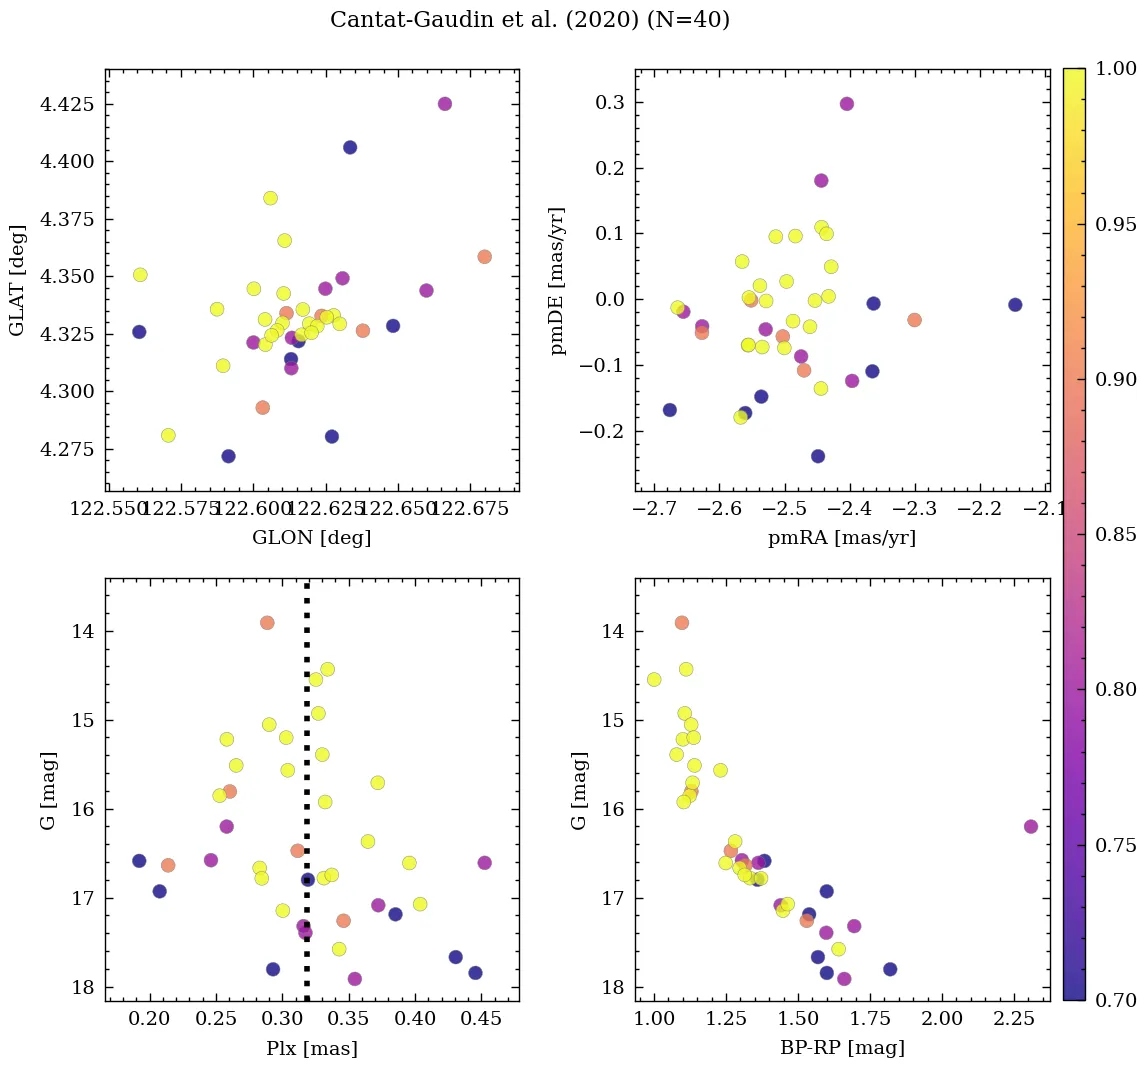 Cantat-Gaudin et al. (2020) (N=40)
4.425
4.400
4.375
4.350
4.325
4.300
4.275
GLAT [deg]
122.550 122.575 122.600 122.625 122.650 122.675
GLON [deg]
0.3
0.2
0.1
0.0
−0.1
−0.2
pmDE [mas/yr]
−2.7 −2.6 −2.5 −2.4 −2.3 −2.2 −2.1
pmRA [mas/yr]
14
15
16
17
18
G [mag]
0.20 0.25 0.30 0.35 0.40 0.45
Plx [mas]
14
15
16
17
18
G [mag]
1.00 1.25 1.50 1.75 2.00 2.25
BP-RP [mag]
1.00
0.95
0.90
0.85
0.80
0.75
0.70